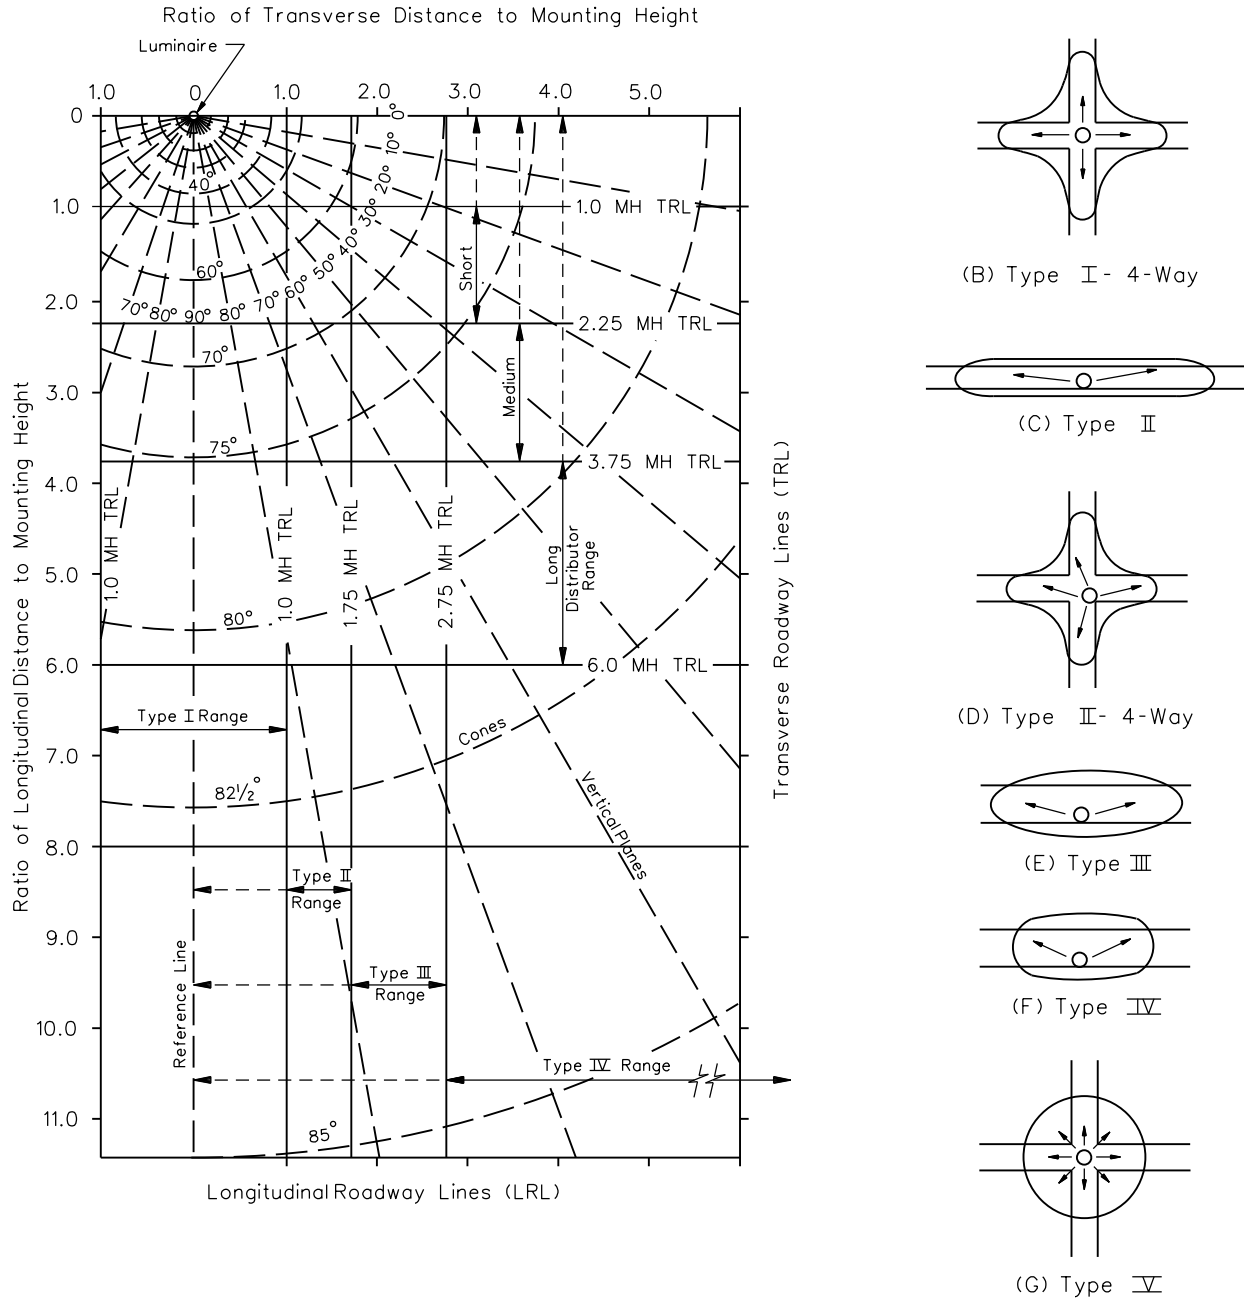 Ratio of Transverse Distance to Mounting Height
Luminaire
1.0 0 1.0 2.0 3.0 4.0 5.0
0
1.0
2.0
3.0
4.0
5.0
6.0
7.0
8.0
9.0
10.0
11.0
Ratio of Longitudinal Distance to Mounting Height
0°
10°
20°
30°
40°
50°
60°
70°
80°
90°
80°
70°
40°
60°
70°
75°
80°
82½°
85°
1.0 MH TRL
2.25 MH TRL
3.75 MH TRL
6.0 MH TRL
Short
Medium
Long
Distributor
Range
1.0 MH TRL
1.0 MH TRL
1.75 MH TRL
2.75 MH TRL
Type I Range
Cones
Vertical Planes
Type II
Range
Type III
Range
Type IV Range
Reference Line
Longitudinal Roadway Lines (LRL)
Transverse Roadway Lines (TRL)
(B) Type I - 4-Way
(C) Type II
(D) Type II - 4-Way
(E) Type III
(F) Type IV
(G) Type V